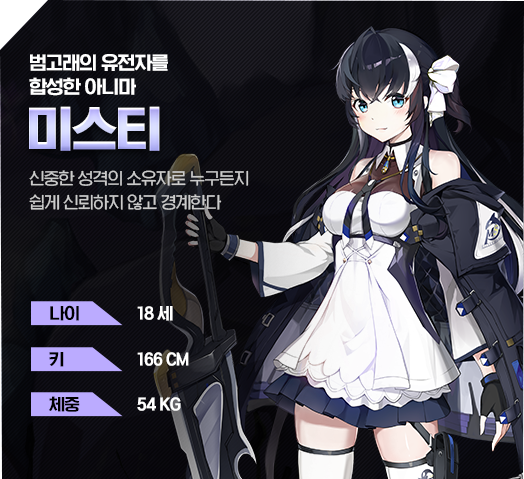 범고래의 유전자를
합성한 아니마
미스티
신중한 성격의 소유자로 누구든지
쉽게 신뢰하지 않고 경계한다
나이 18 세
키 166 CM
체중 54 KG